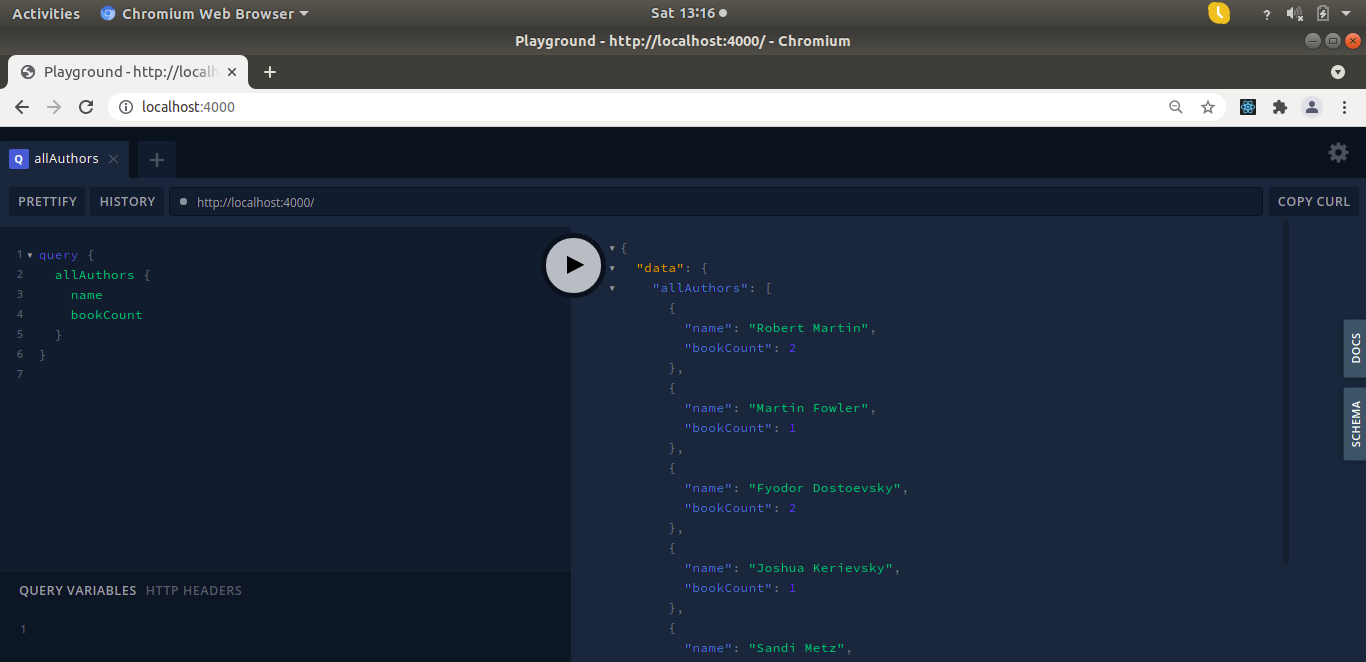 Activities Chromium Web Browser Sat 13:16
Playground - http://localhost:4000/ - Chromium
Playground - http://localh
localhost:4000
Q allAuthors
PRETTIFY HISTORY http://localhost:4000/ COPY CURL
1 query {
2 allAuthors {
3 name
4 bookCount
5 }
6 }
7
{
"data": {
"allAuthors": [
{
"name": "Robert Martin",
"bookCount": 2
},
{
"name": "Martin Fowler",
"bookCount": 1
},
{
"name": "Fyodor Dostoevsky",
"bookCount": 2
},
{
"name": "Joshua Kerievsky",
"bookCount": 1
},
{
"name": "Sandi Metz",
DOCS
SCHEMA
QUERY VARIABLES HTTP HEADERS
1